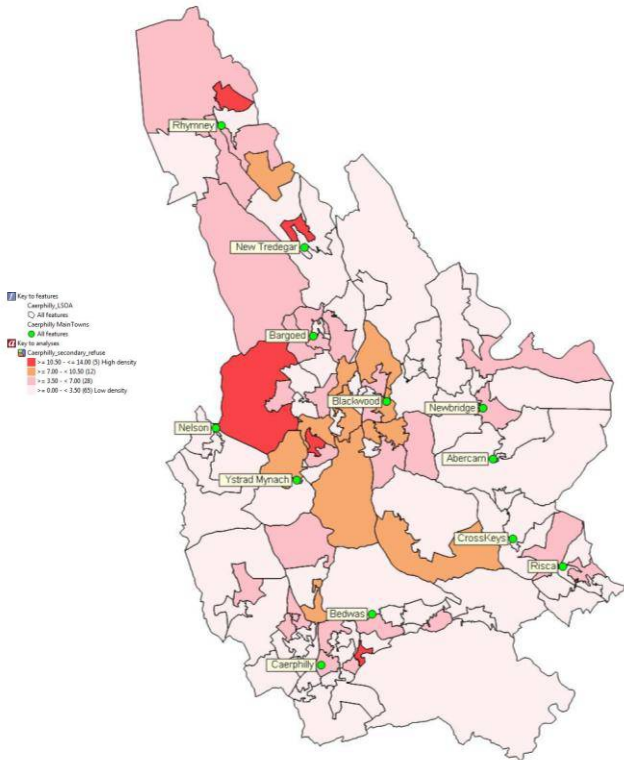 Rhymney
New Tredegar
Key to features
Caerphilly_LSOA
All features
Caerphilly MainTowns
All features
Key to analyses
Caerphilly_secondary_refuse
>= 10.50 - <= 14.00 (5) High density
>= 7.00 - < 10.50 (12)
>= 3.50 - < 7.00 (28)
>= 0.00 - < 3.50 (65) Low density
Bargoed
Blackwood
Newbridge
Nelson
Abercarn
Ystrad Mynach
CrossKeys
Risca
Bedwas
Caerphilly